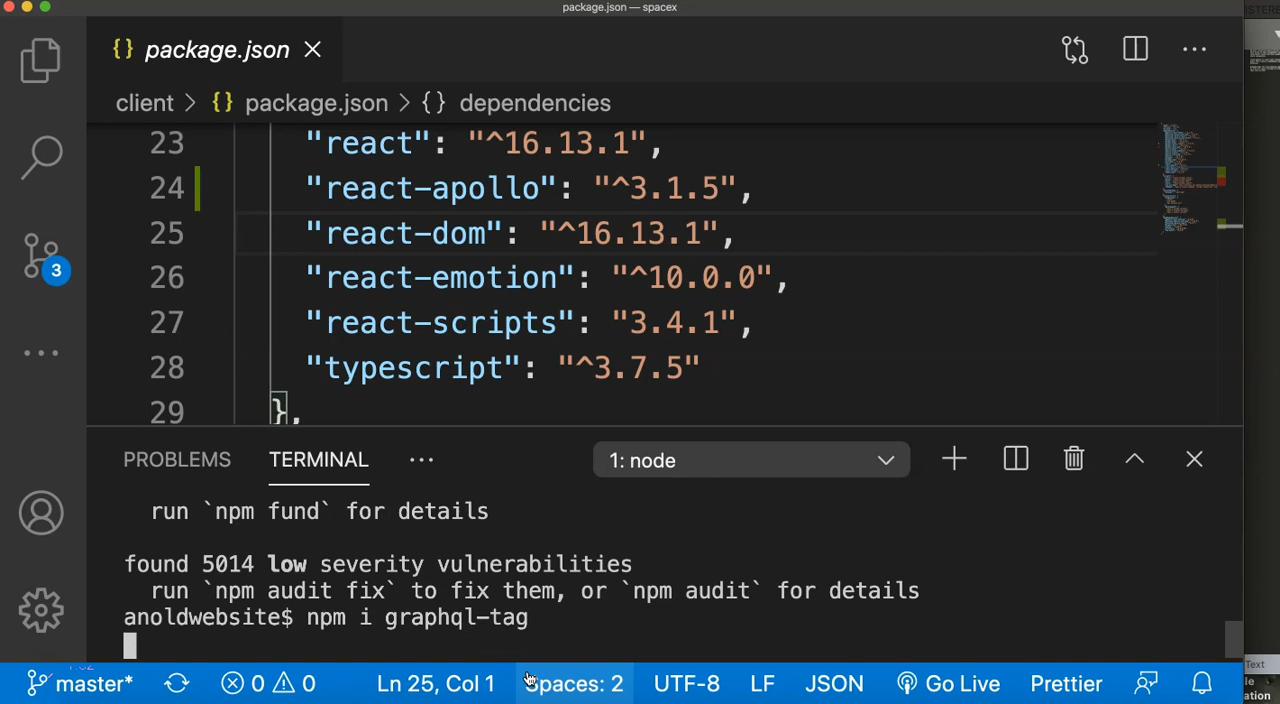 package.json — spacex
{} package.json
client > {} package.json > {} dependencies
23 "react": "^16.13.1",
24 "react-apollo": "^3.1.5",
25 "react-dom": "^16.13.1",
26 "react-emotion": "^10.0.0",
27 "react-scripts": "3.4.1",
28 "typescript": "^3.7.5"
29 },
3
PROBLEMS TERMINAL ··· 1: node
run `npm fund` for details
found 5014 low severity vulnerabilities
run `npm audit fix` to fix them, or `npm audit` for details
anoldwebsite$ npm i graphql-tag
master* 0 0 Ln 25, Col 1 Spaces: 2 UTF-8 LF JSON Go Live Prettier
Text
ation